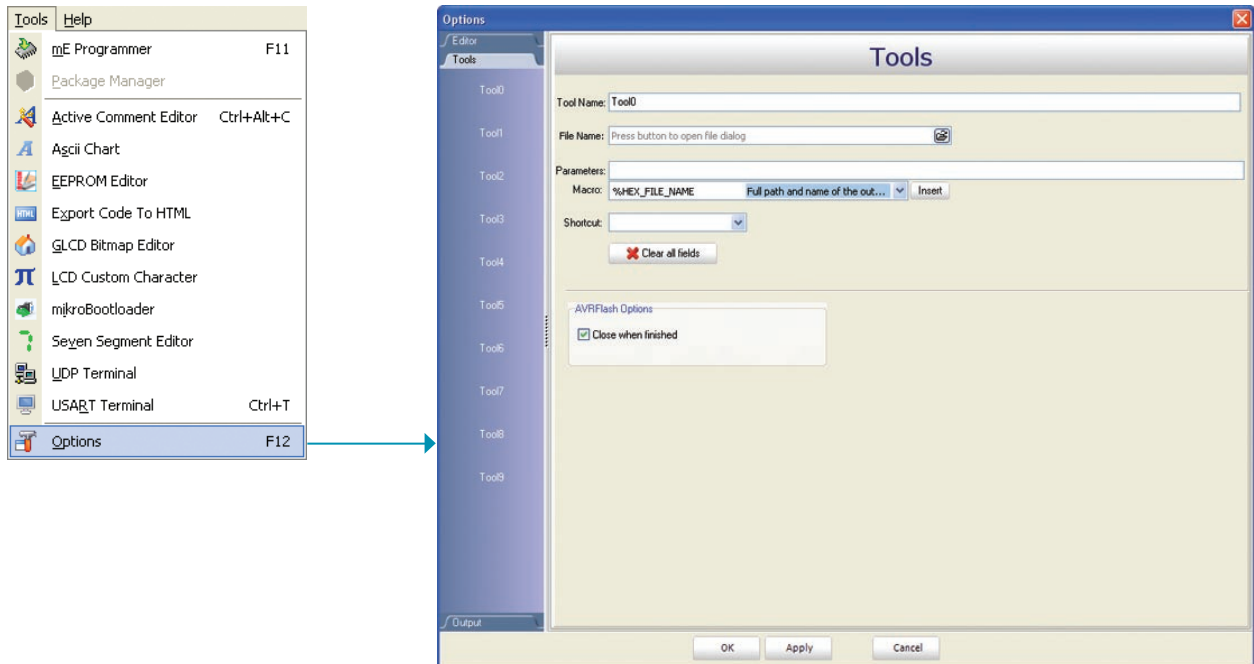 Tools Help
mE Programmer F11
Package Manager
Active Comment Editor Ctrl+Alt+C
Ascii Chart
EEPROM Editor
HTML Export Code To HTML
GLCD Bitmap Editor
LCD Custom Character
mikroBootloader
Seven Segment Editor
UDP Terminal
USART Terminal Ctrl+T
Options F12
Options
Editor
Tools
Tool0
Tool1
Tool2
Tool3
Tool4
Tool5
Tool6
Tool7
Tool8
Tool9
Output
Tools
Tool Name: Tool0
File Name: Press button to open file dialog
Parameters:
Macro: %HEX_FILE_NAME Full path and name of the out... Insert
Shortcut:
Clear all fields
AVRFlash Options
Close when finished
OK Apply Cancel